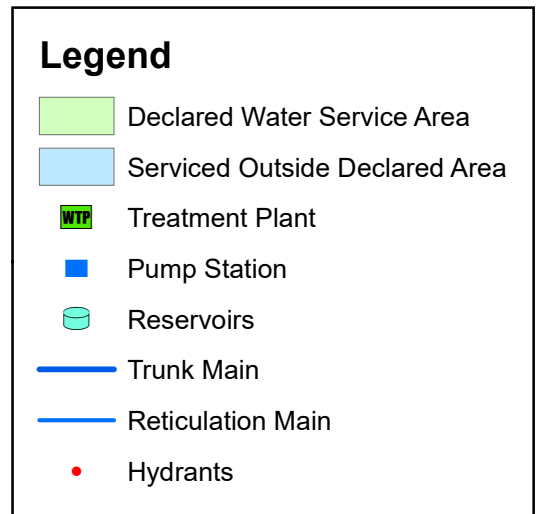 Legend
Declared Water Service Area
Serviced Outside Declared Area
WTP Treatment Plant
Pump Station
Reservoirs
Trunk Main
Reticulation Main
Hydrants